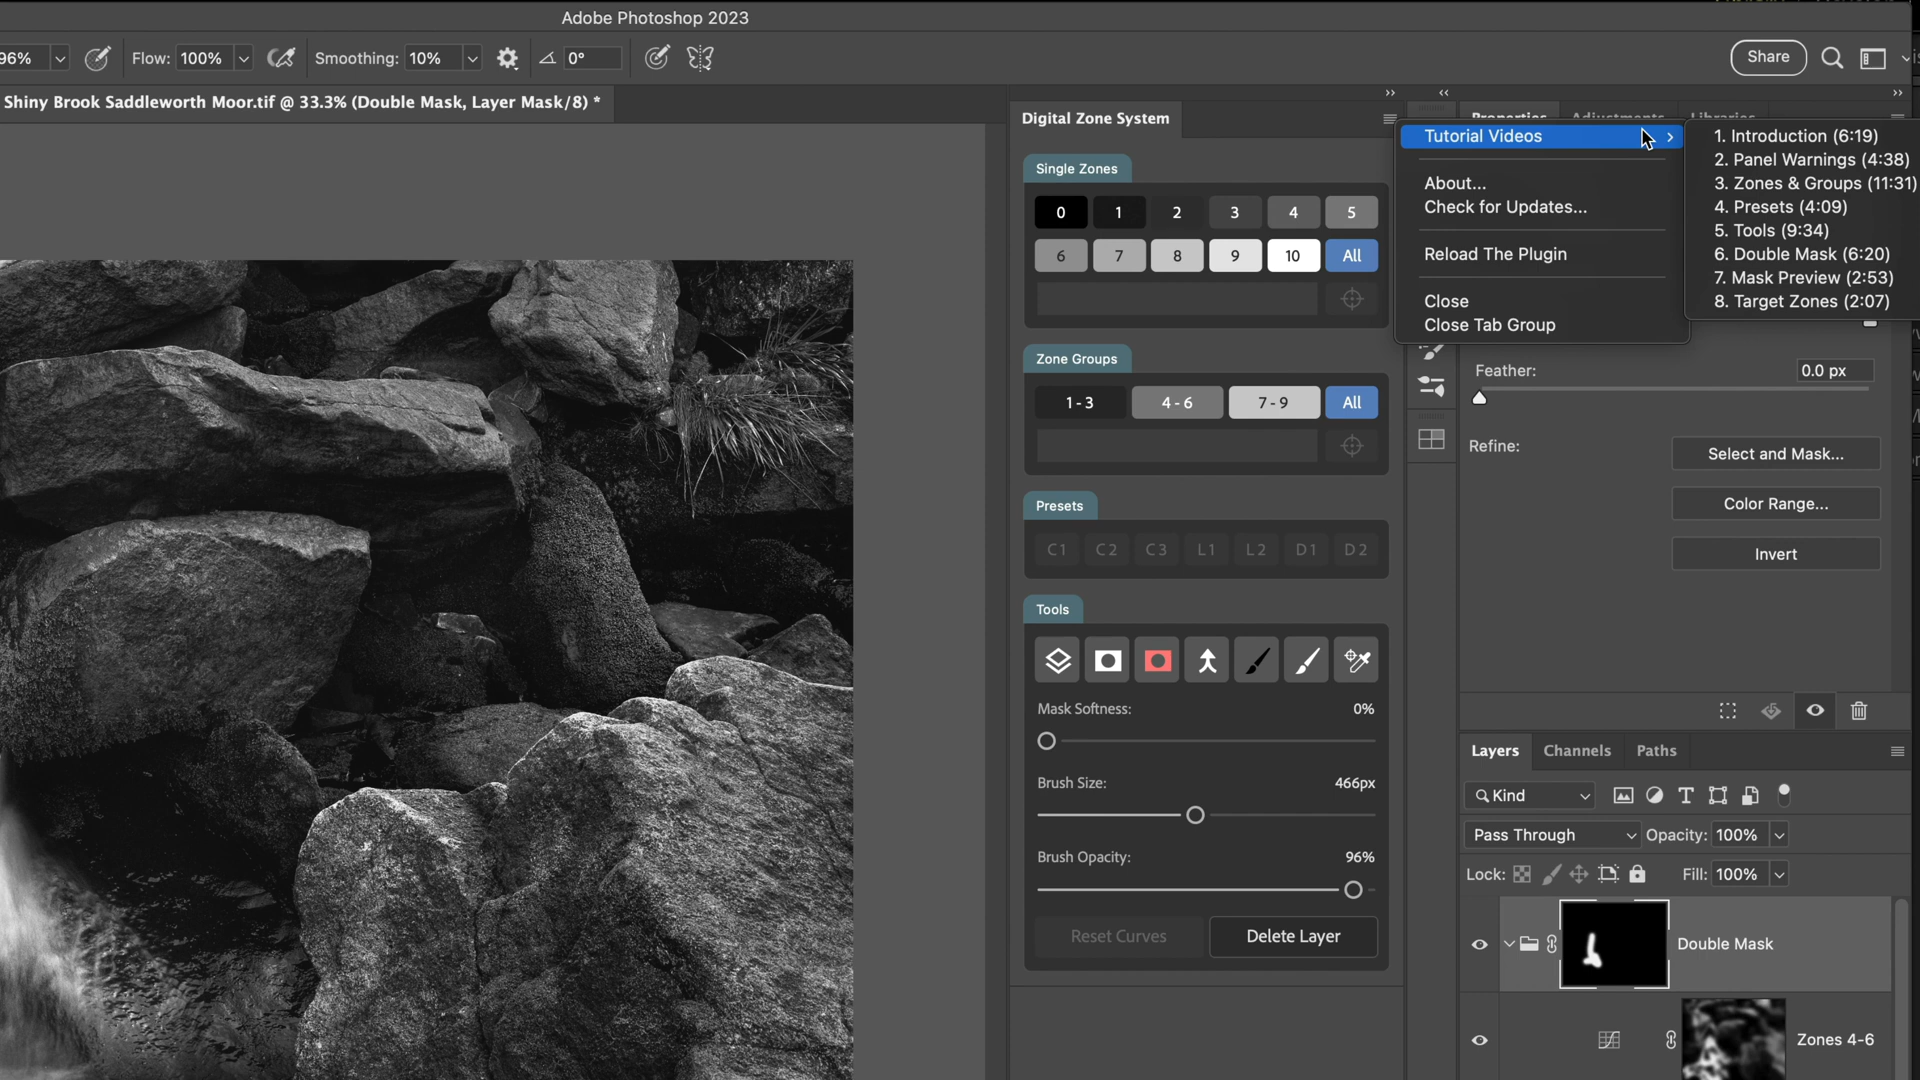 Adobe Photoshop 2023
96%
Flow: 100%
Smoothing: 10%
0°
Share
Shiny Brook Saddleworth Moor.tif @ 33.3% (Double Mask, Layer Mask/8) *
Digital Zone System
Properties Adjustments Libraries
Tutorial Videos
About...
Check for Updates...
Reload The Plugin
Close
Close Tab Group
1. Introduction (6:19)
2. Panel Warnings (4:38)
3. Zones & Groups (11:31)
4. Presets (4:09)
5. Tools (9:34)
6. Double Mask (6:20)
7. Mask Preview (2:53)
8. Target Zones (2:07)
Single Zones
0 1 2 3 4 5
6 7 8 9 10 All
Zone Groups
1 - 3 4 - 6 7 - 9 All
Presets
C1 C2 C3 L1 L2 D1 D2
Tools
Mask Softness: 0%
Brush Size: 466px
Brush Opacity: 96%
Reset Curves Delete Layer
Feather: 0.0 px
Refine:
Select and Mask...
Color Range...
Invert
Layers Channels Paths
Kind
Pass Through Opacity: 100%
Lock: Fill: 100%
Double Mask
Zones 4-6